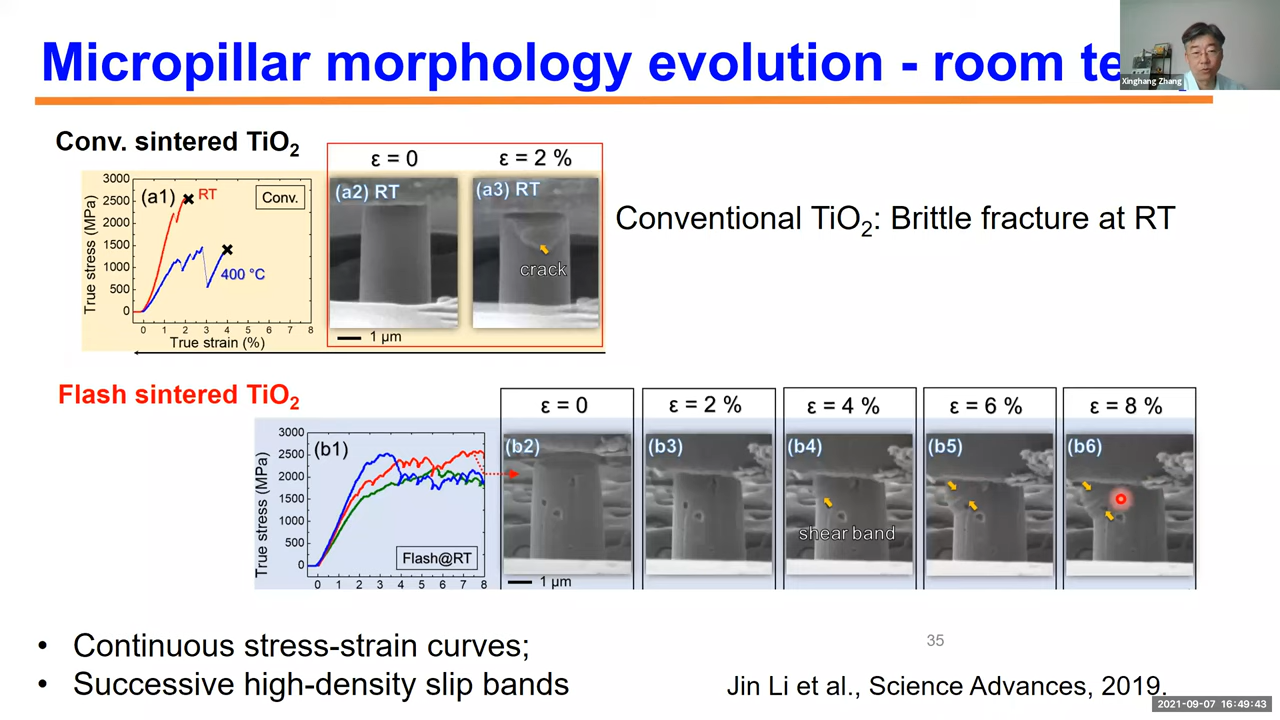 Micropillar morphology evolution - room te
Xinghang Zhang
Conv. sintered TiO2
ε = 0
ε = 2 %
True stress (MPa)
3000
2500
2000
1500
1000
500
0
(a1)
RT
Conv.
400 °C
0 1 2 3 4 5 6 7 8
True strain (%)
(a2) RT
(a3) RT
crack
1 μm
Conventional TiO2: Brittle fracture at RT
Flash sintered TiO2
ε = 0
ε = 2 %
ε = 4 %
ε = 6 %
ε = 8 %
True stress (MPa)
3000
2500
2000
1500
1000
500
0
(b1)
Flash@RT
0 1 2 3 4 5 6 7 8
(b2)
(b3)
(b4)
(b5)
(b6)
shear band
1 μm
• Continuous stress-strain curves;
• Successive high-density slip bands
35
Jin Li et al., Science Advances, 2019.
2021-09-07 16:49:43